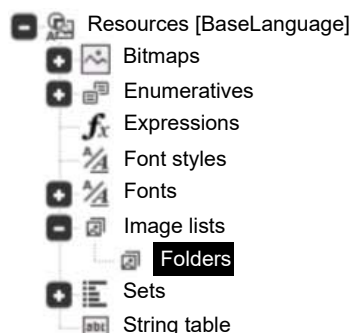 Resources [BaseLanguage]
Bitmaps
Enumeratives
Expressions
Font styles
Fonts
Image lists
Folders
Sets
String table